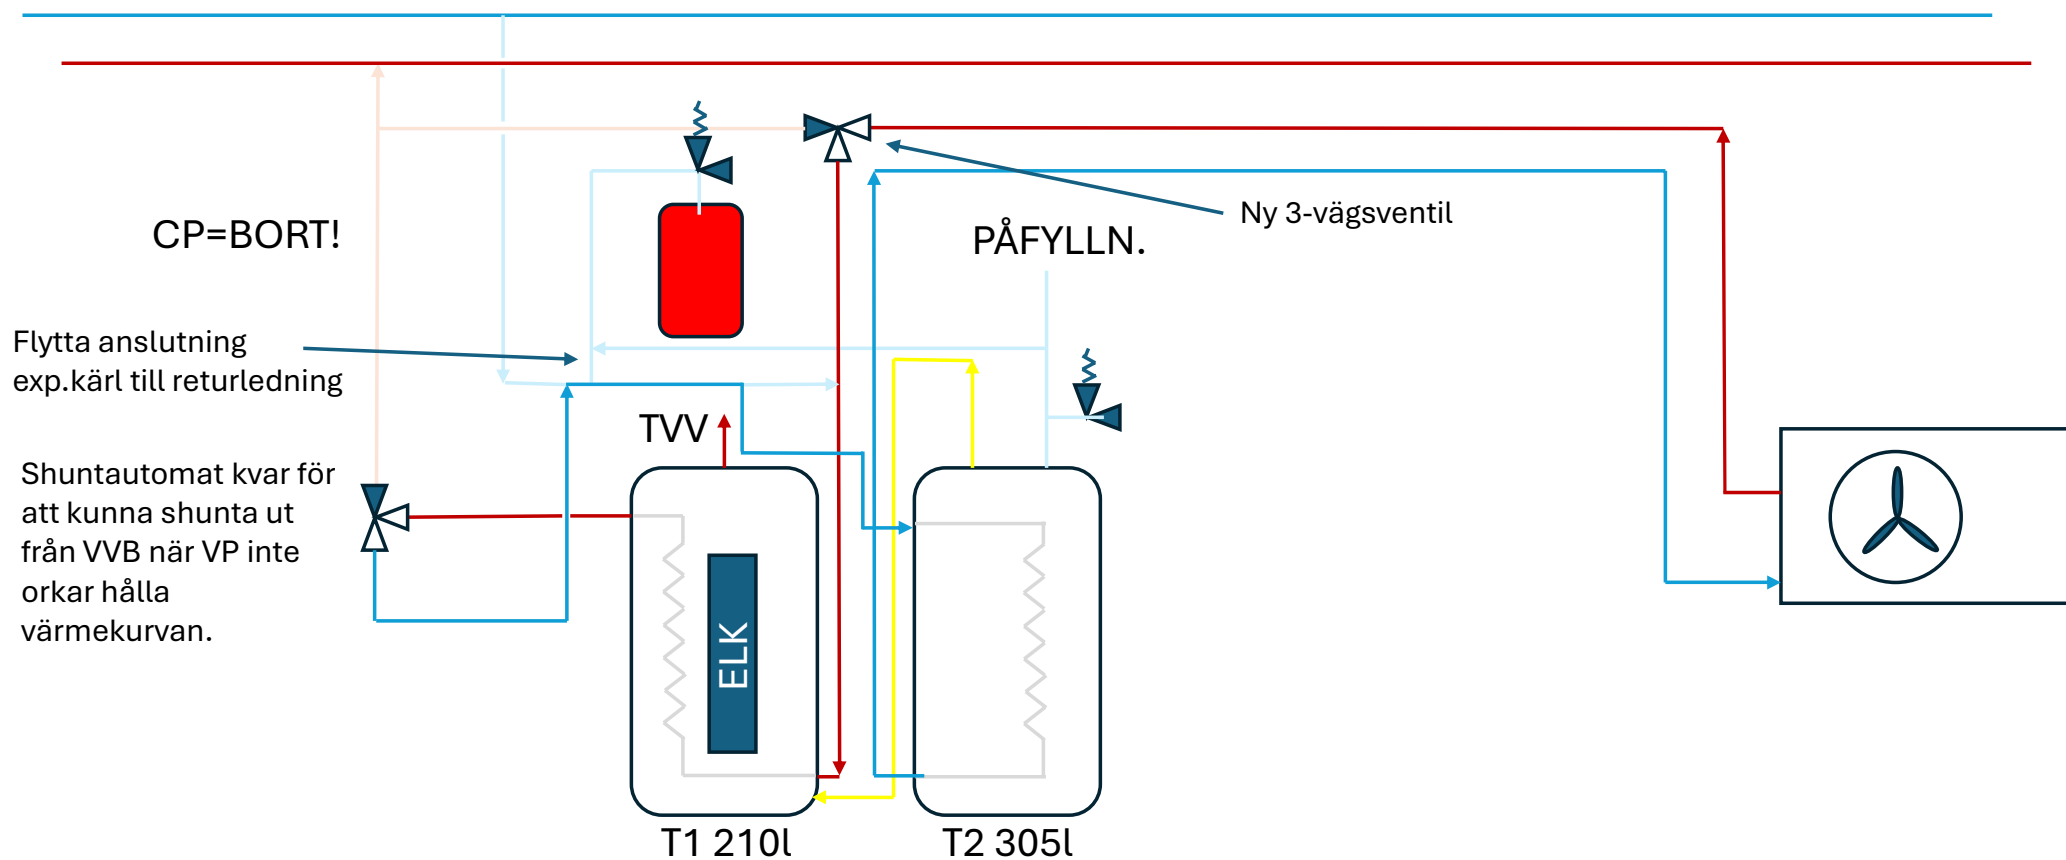 CP=BORT!
PÅFYLLN.
Ny 3-vägsventil
Flytta anslutning
exp.kärl till returledning
TVV
Shuntautomat kvar för
att kunna shunta ut
från VVB när VP inte
orkar hålla
värmekurvan.
ELK
T1 210l
T2 305l